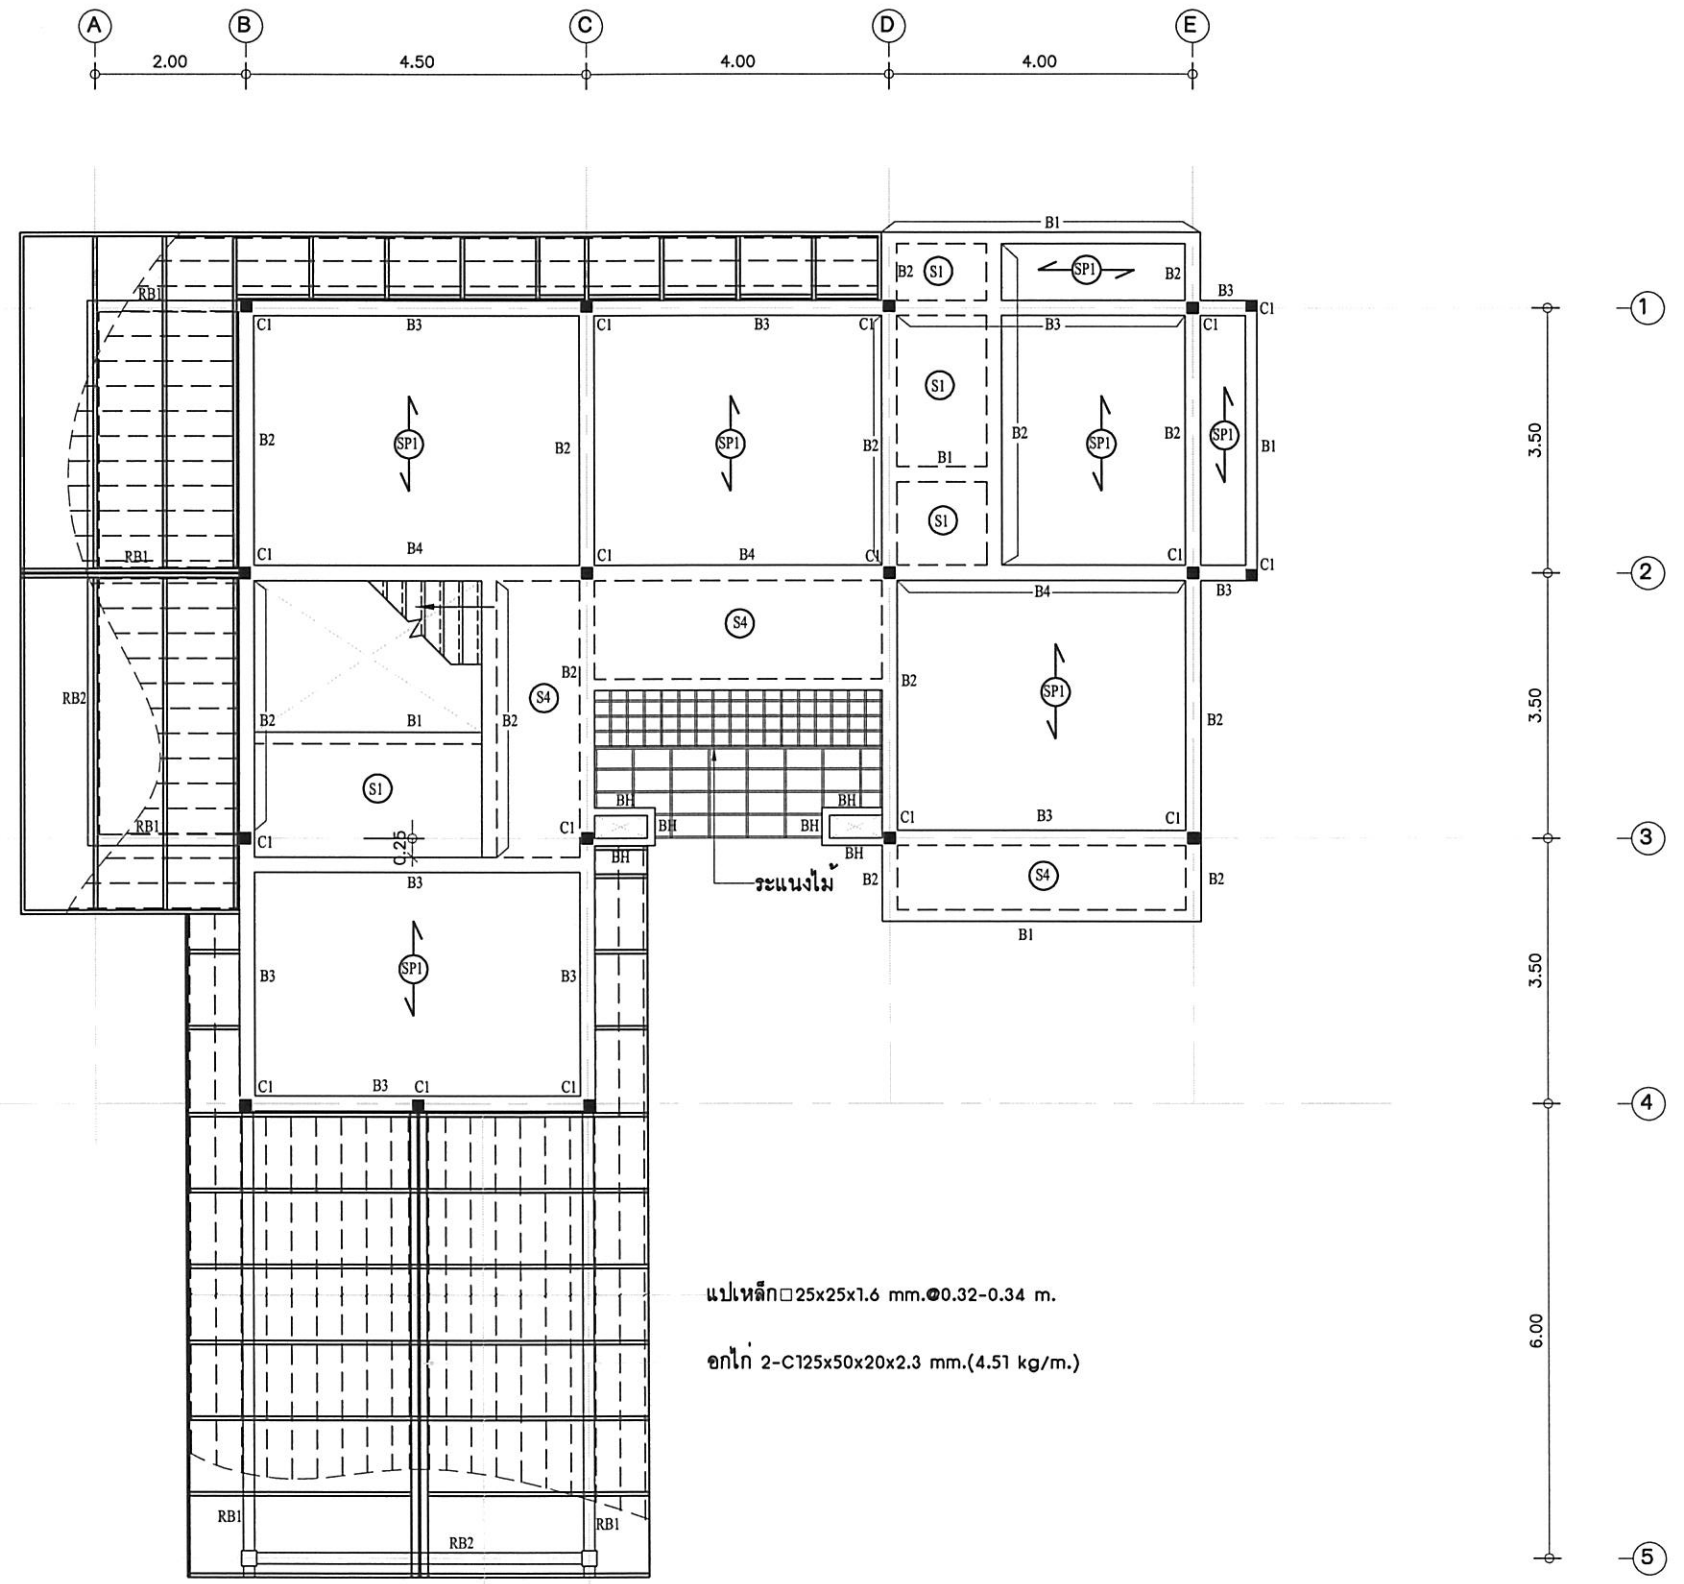 A B C D E
2.00 4.50 4.00 4.00
B1
B2 S1 SP1 B2
RB1 B3
C1 1
C1 B3 C1 B3 C1 B3 C1
S1
3.50
B2 SP1 B2 SP1 B2 B2 SP1 B2 SP1 B1
B1
S1
RB1 C1 B4 C1 B4 C1 C1 C1
2
B4 B3
S4
B2 B2
RB2 S4 SP1 3.50
B2 B1 B2 B2
S1
BH BH
RB1 C1 0.25 C1 BH BH C1 B3 C1
3
BH BH
B3 ระแนงไม้ B2 S4 B2
B1
B3 SP1 B3 3.50
C1 B3 C1 C1
4
แปเหล็ก□25x25x1.6 mm.@0.32-0.34 m.
6.00
อกไก่ 2-C125x50x20x2.3 mm.(4.51 kg/m.)
RB1 RB1
RB2
5